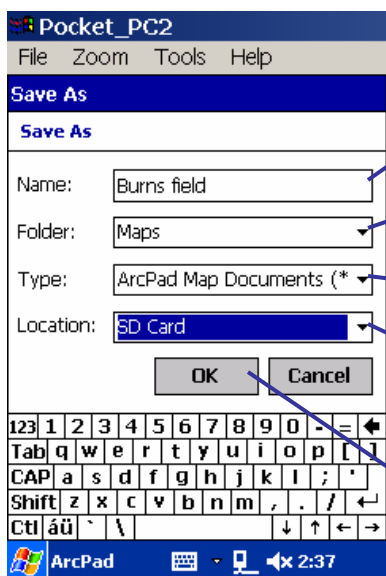 Pocket_PC2
File Zoom Tools Help
Save As
Save As
Name: Burns field
Folder: Maps
Type: ArcPad Map Documents (*
Location: SD Card
OK Cancel
123 1 2 3 4 5 6 7 8 9 0 - =
Tab q w e r t y u i o p [ ]
CAP a s d f g h j k l ; '
Shift z x c v b n m , . /
Ctl áü ` \ ↓ ↑ ← →
ArcPad 2:37